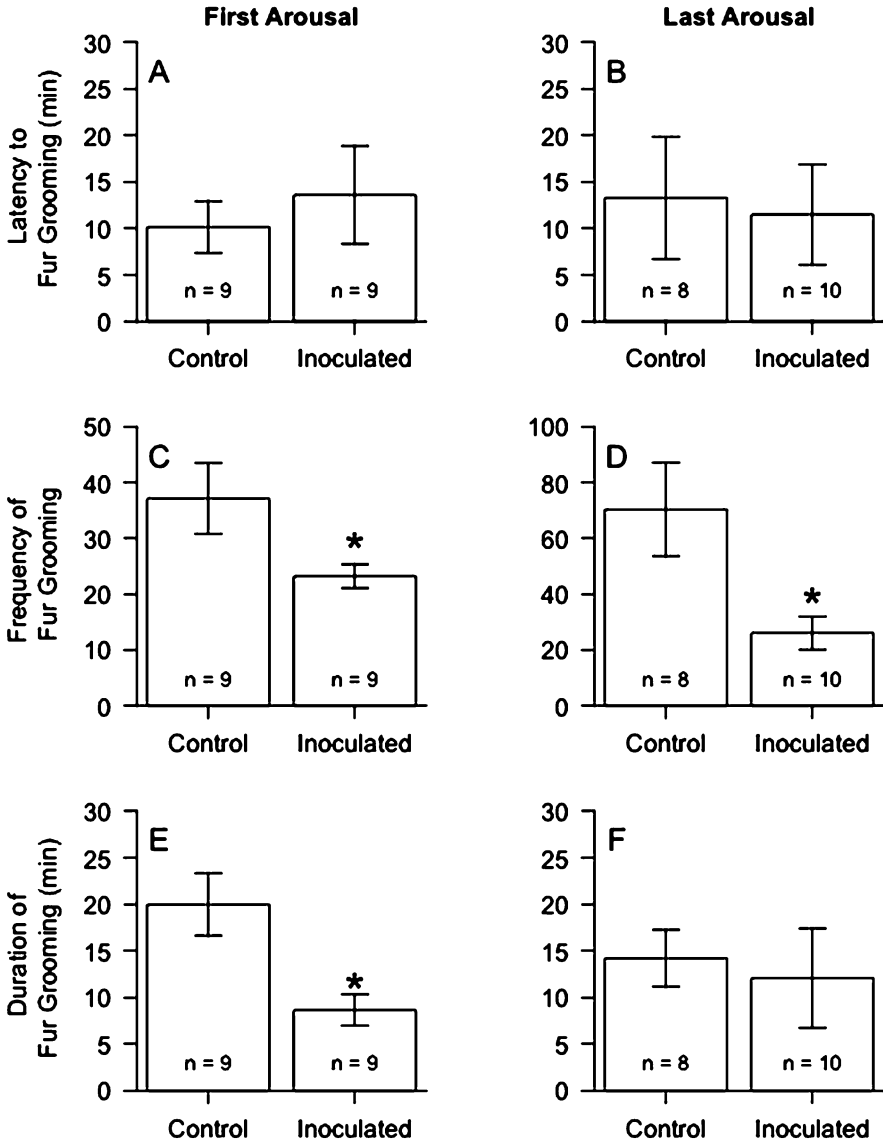 First Arousal
Last Arousal
Latency to
Fur Grooming (min)
A
30
25
20
15
10
5
0
n = 9
n = 9
Control
Inoculated
B
30
25
20
15
10
5
0
n = 8
n = 10
Control
Inoculated
Frequency of
Fur Grooming
C
50
40
30
20
10
0
*
n = 9
n = 9
Control
Inoculated
D
100
80
60
40
20
0
*
n = 8
n = 10
Control
Inoculated
Duration of
Fur Grooming (min)
E
30
25
20
15
10
5
0
*
n = 9
n = 9
Control
Inoculated
F
30
25
20
15
10
5
0
n = 8
n = 10
Control
Inoculated